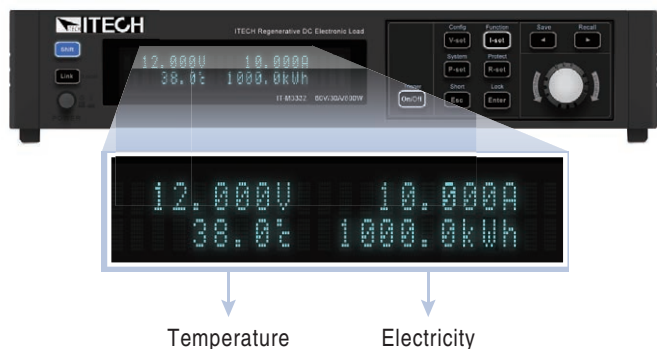 ITECH
ITECH Regenerative DC Electronic Load
Config Function Save Recall
Shift
V-set I-set
12.000V 10.000A
38.0℃ 1000.0kWh
System Protect
Link
P-set R-set
IT-M3322 60V/30A/800W
Short Lock
On/Off Esc Enter
12.000V 10.000A
38.0℃ 1000.0kWh
Temperature Electricity